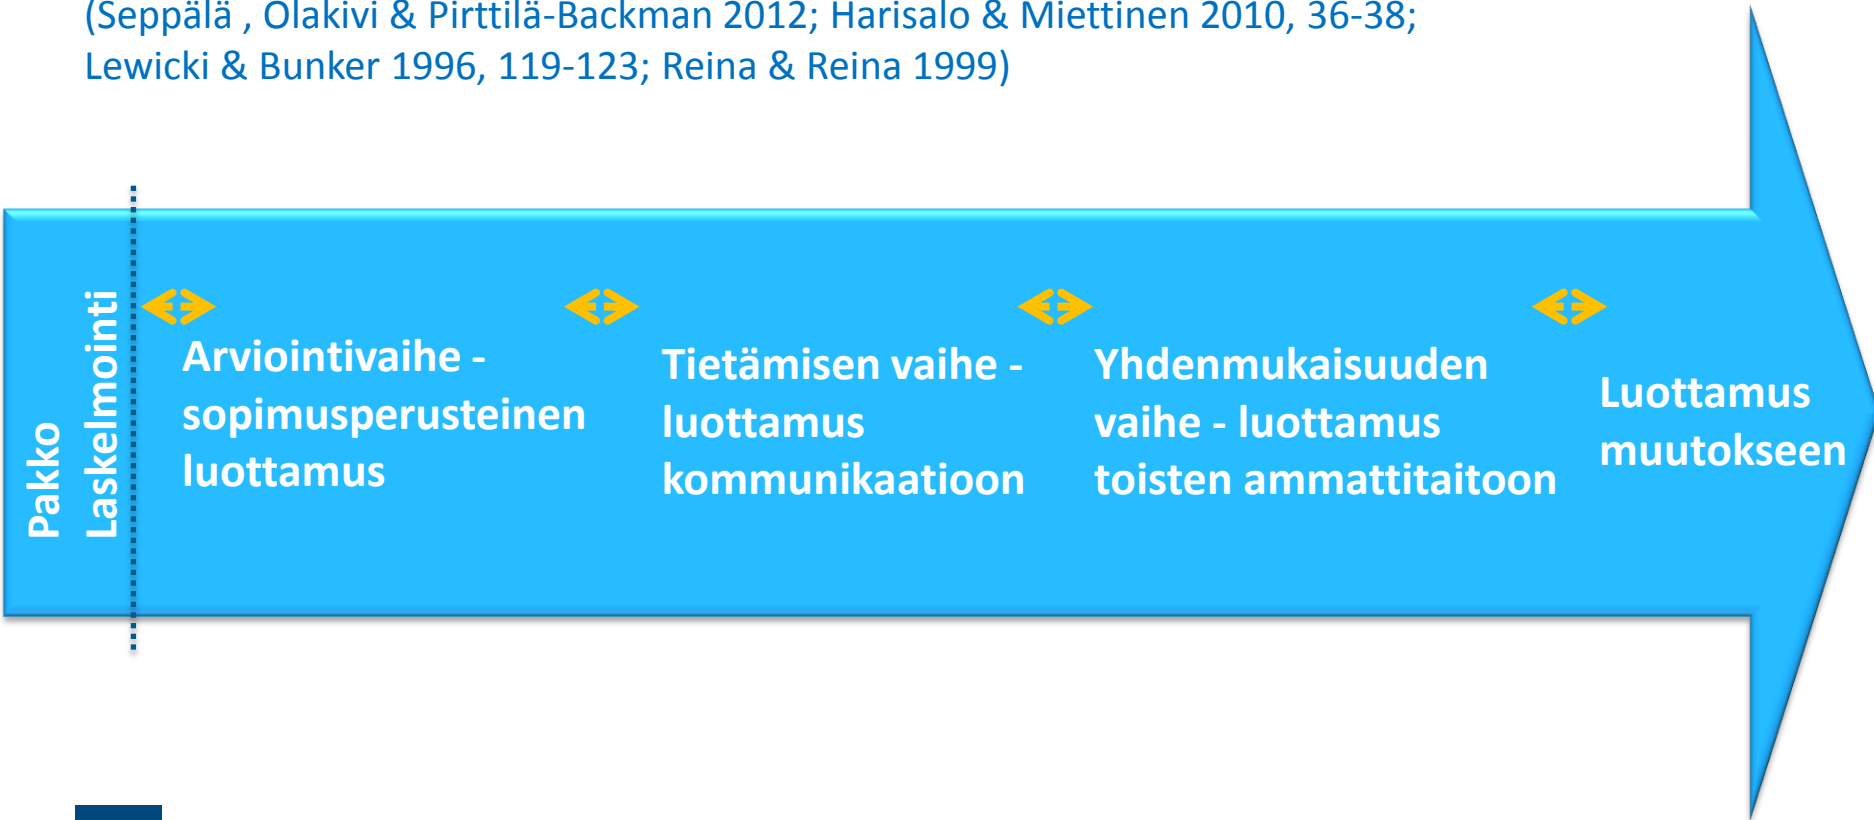 (Seppälä , Olakivi & Pirttilä-Backman 2012; Harisalo & Miettinen 2010, 36-38;
Lewicki & Bunker 1996, 119-123; Reina & Reina 1999)
Pakko
Laskelmointi
Arviointivaihe -
sopimusperusteinen
luottamus
Tietämisen vaihe -
luottamus
kommunikaatioon
Yhdenmukaisuuden
vaihe - luottamus
toisten ammattitaitoon
Luottamus
muutokseen